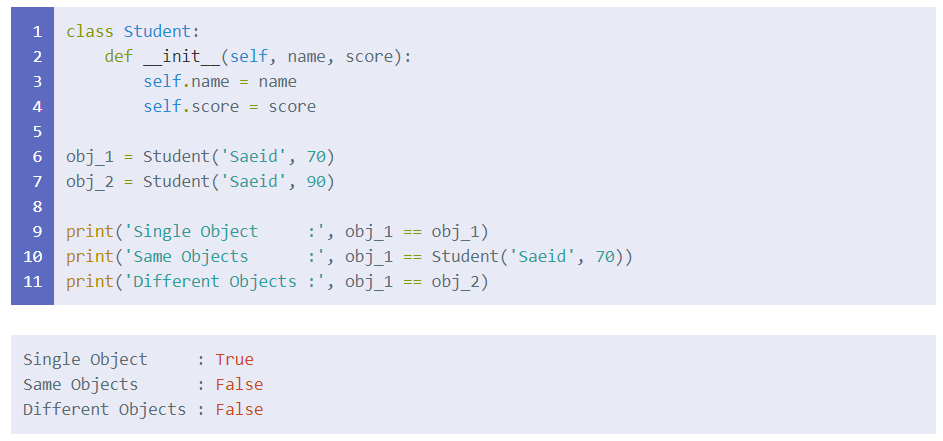 1 class Student:
2     def __init__(self, name, score):
3         self.name = name
4         self.score = score
5
6 obj_1 = Student('Saeid', 70)
7 obj_2 = Student('Saeid', 90)
8
9 print('Single Object     :', obj_1 == obj_1)
10 print('Same Objects      :', obj_1 == Student('Saeid', 70))
11 print('Different Objects :', obj_1 == obj_2)
Single Object     : True
Same Objects      : False
Different Objects : False